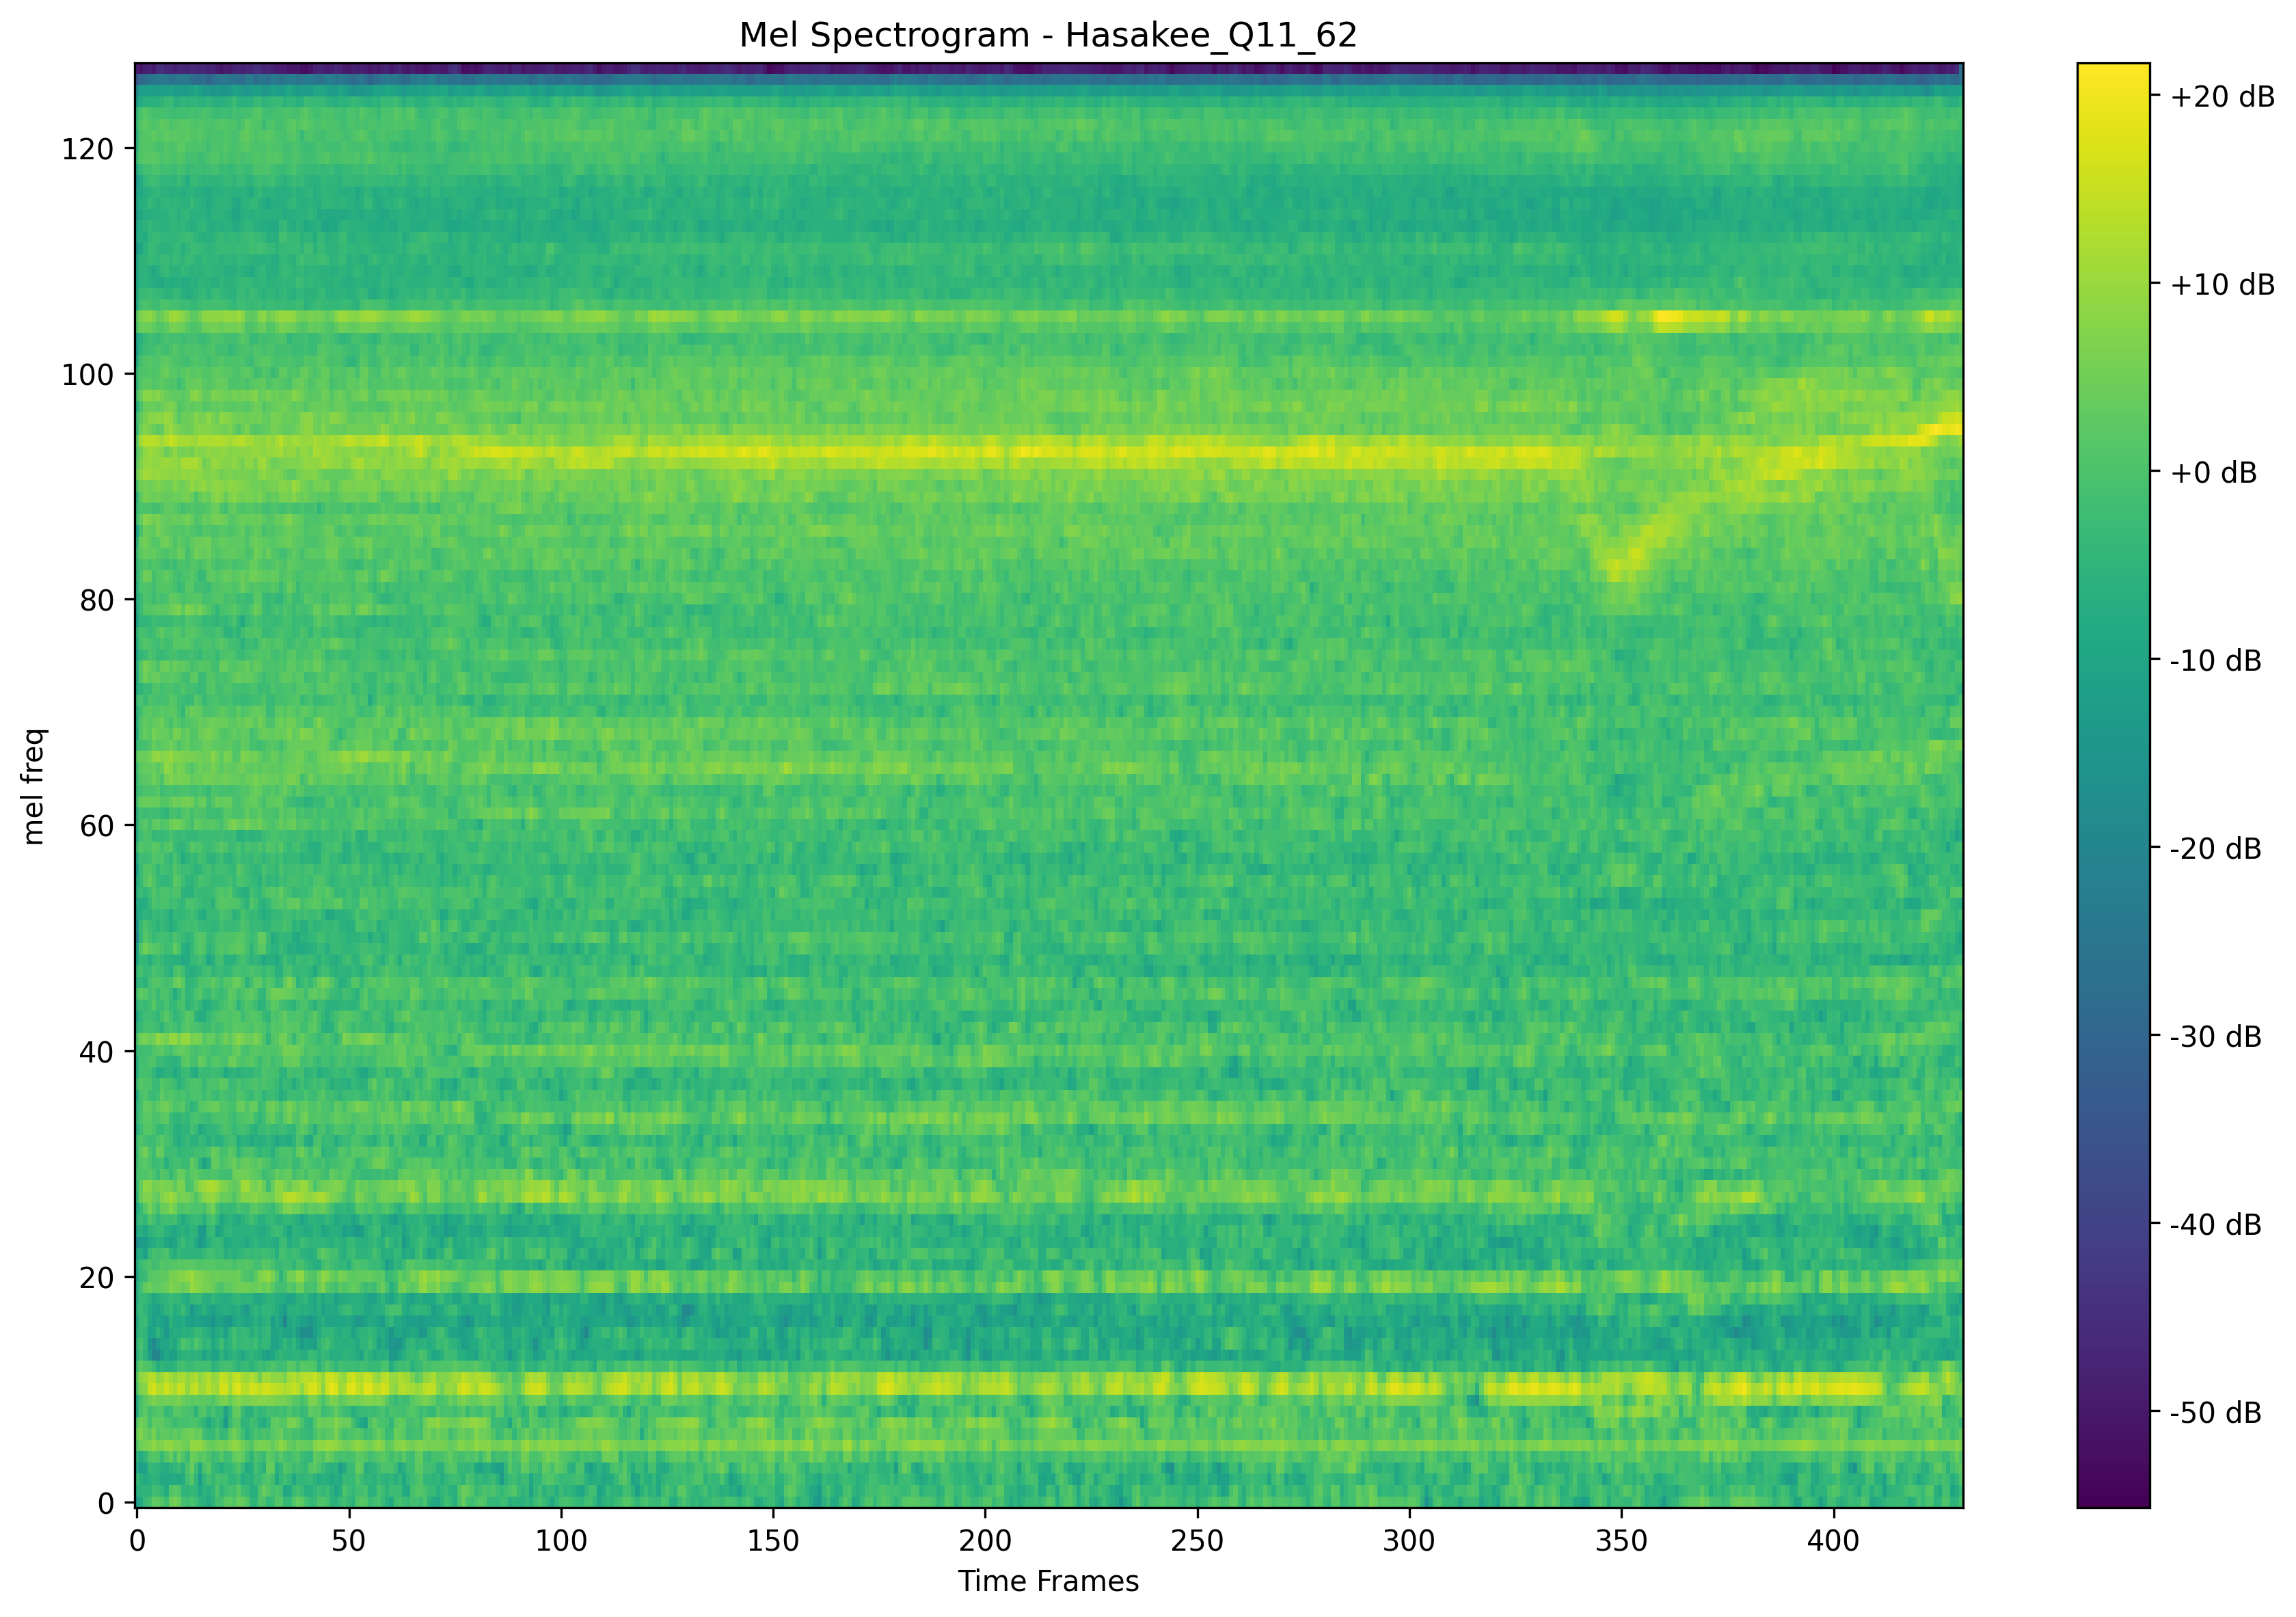 Mel Spectrogram - Hasakee_Q11_62
mel freq
120
100
80
60
40
20
0
0 50 100 150 200 250 300 350 400
Time Frames
+20 dB
+10 dB
+0 dB
-10 dB
-20 dB
-30 dB
-40 dB
-50 dB